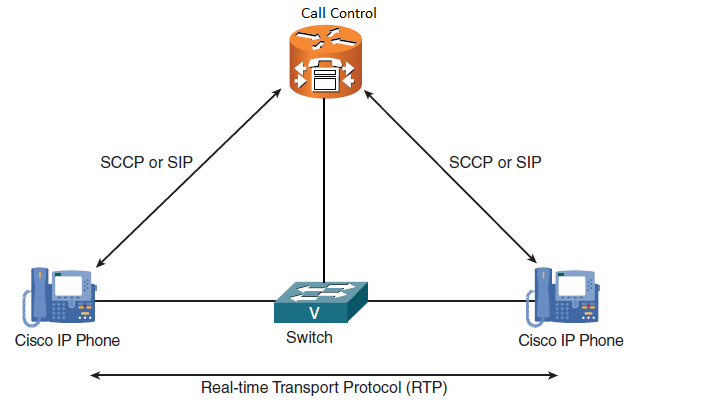 Call Control
SCCP or SIP
SCCP or SIP
V
Switch
Cisco IP Phone
Cisco IP Phone
Real-time Transport Protocol (RTP)